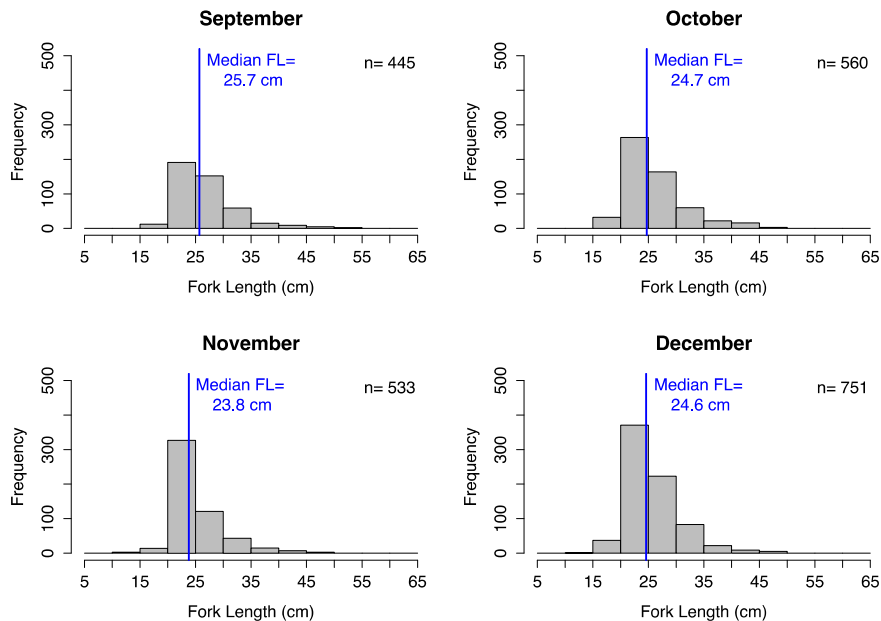 September
Median FL=
25.7 cm
n= 445
Frequency
0 100 300 500
5 15 25 35 45 55 65
Fork Length (cm)
October
Median FL=
24.7 cm
n= 560
Frequency
0 100 300 500
5 15 25 35 45 55 65
Fork Length (cm)
November
Median FL=
23.8 cm
n= 533
Frequency
0 100 300 500
5 15 25 35 45 55 65
Fork Length (cm)
December
Median FL=
24.6 cm
n= 751
Frequency
0 100 300 500
5 15 25 35 45 55 65
Fork Length (cm)